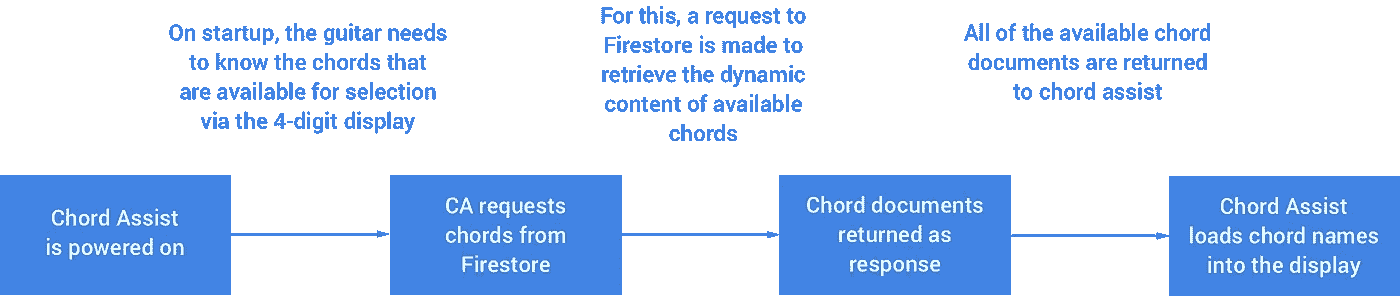 On startup, the guitar needs
to know the chords that
are available for selection
via the 4-digit display
For this, a request to
Firestore is made to
retrieve the dynamic
content of available
chords
All of the available chord
documents are returned
to chord assist
Chord Assist
is powered on
CA requests
chords from
Firestore
Chord documents
returned as
response
Chord Assist
loads chord names
into the display